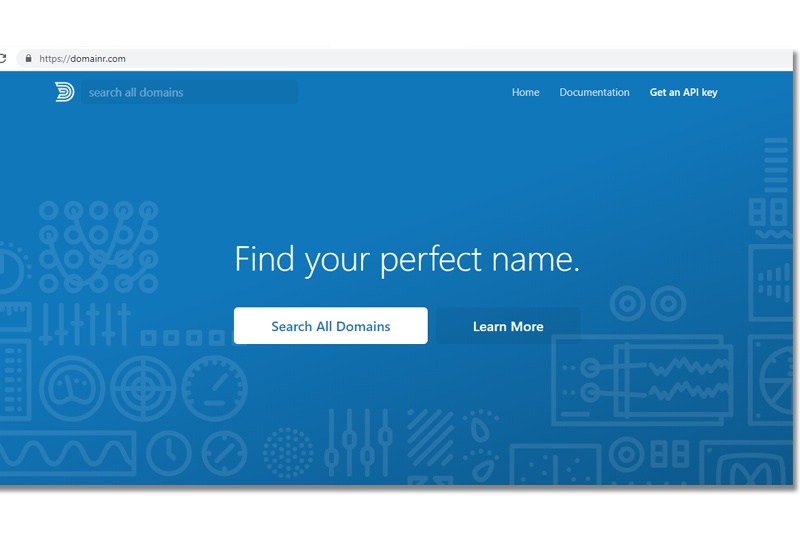 https://domainr.com
search all domains
Home Documentation Get an API key
Find your perfect name.
Search All Domains Learn More